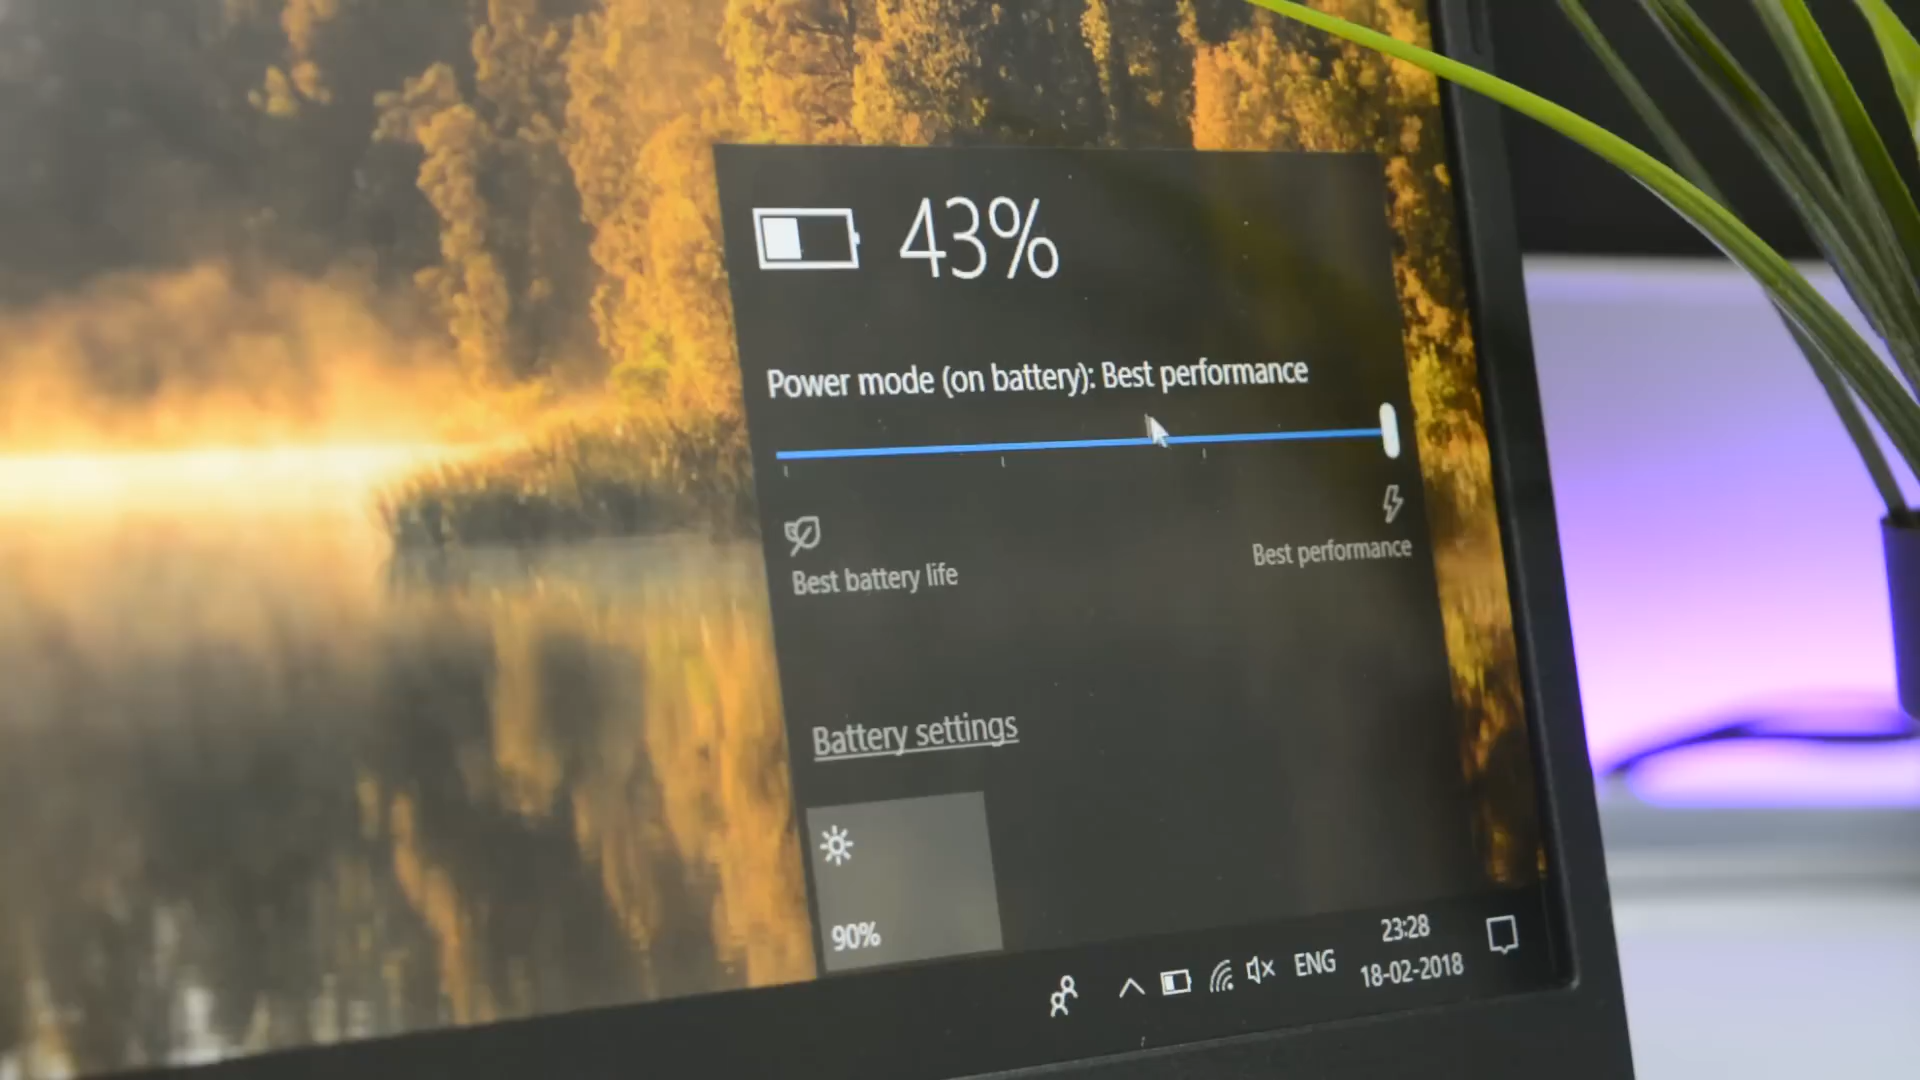 43%
Power mode (on battery): Best performance
Best battery life
Best performance
Battery settings
90%
ENG
23:28
18-02-2018